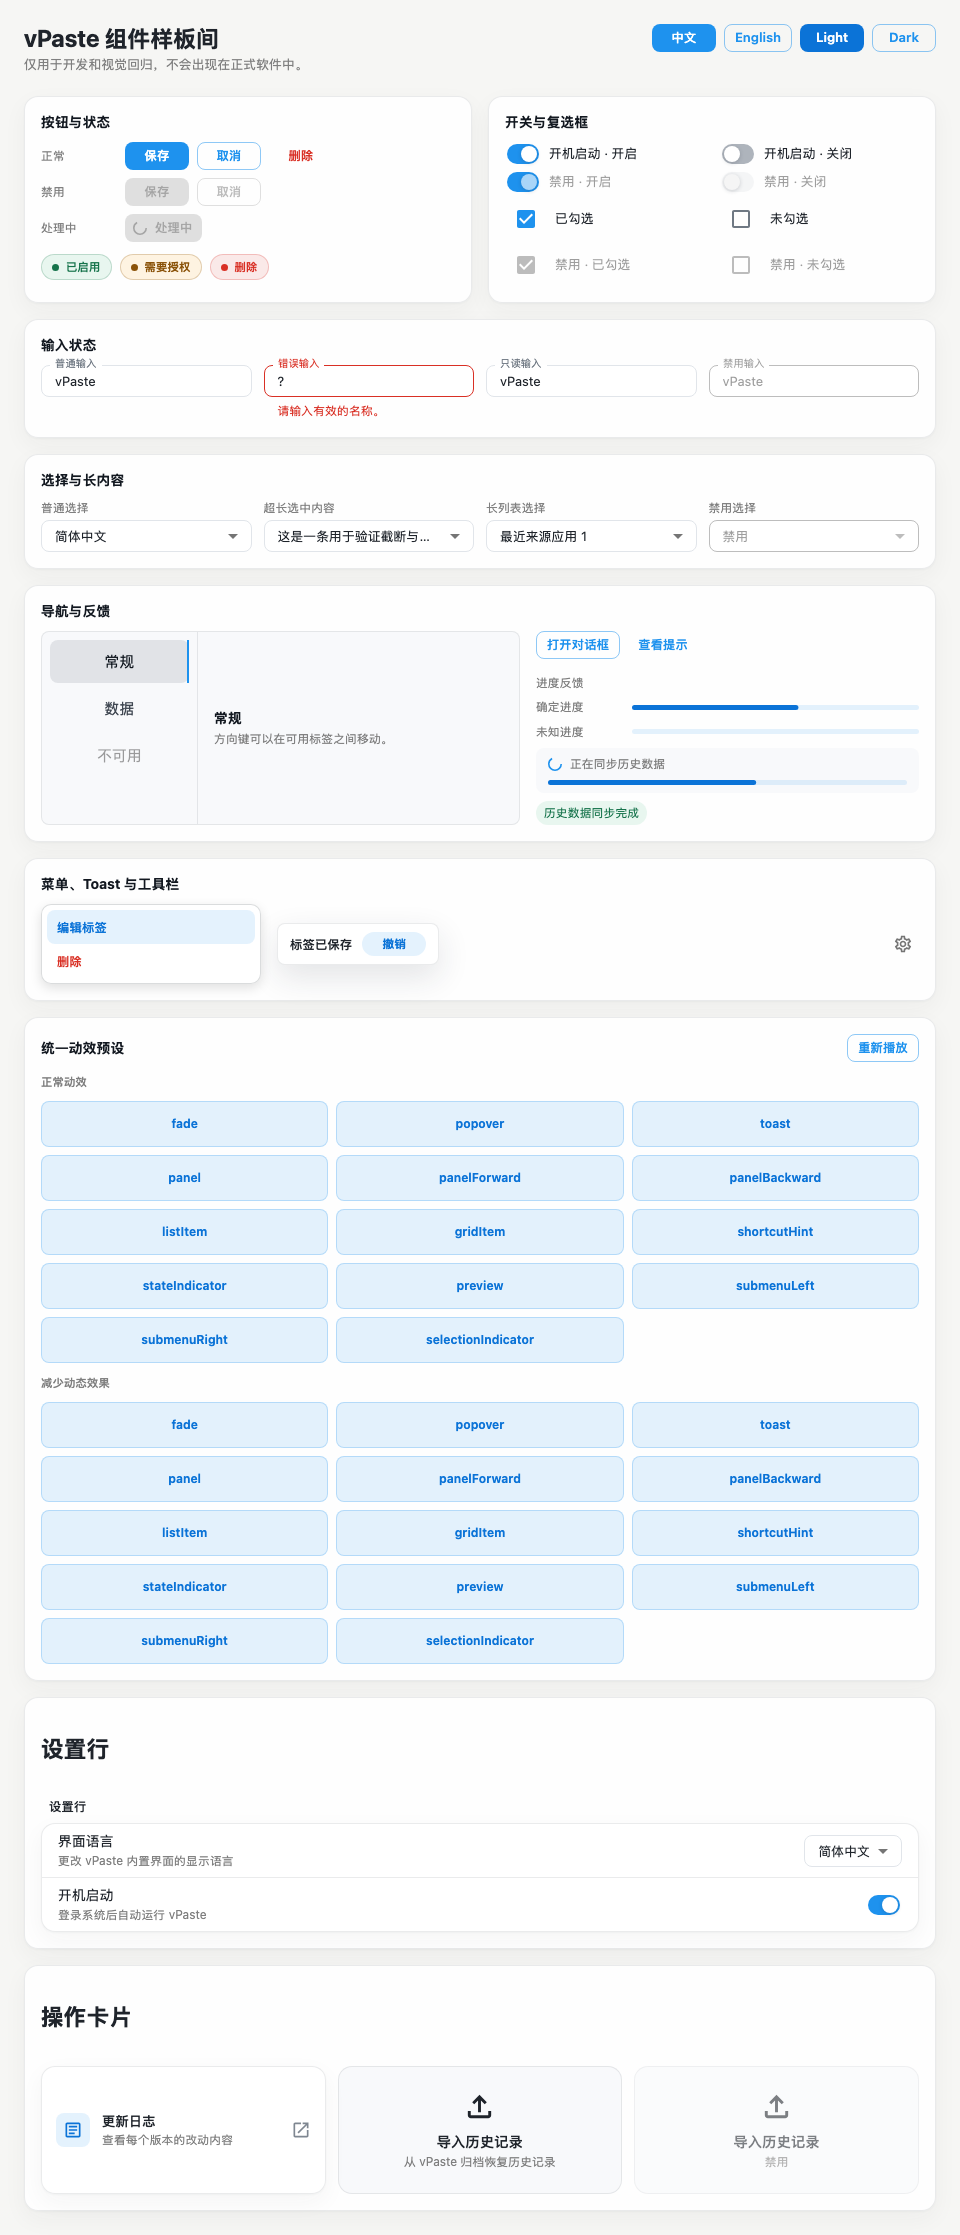 vPaste 组件样板间
仅用于开发和视觉回归，不会出现在正式软件中。
中文
English
Light
Dark
按钮与状态
正常
保存
取消
删除
禁用
保存
取消
处理中
处理中
已启用
需要授权
删除
开关与复选框
开机启动 · 开启
开机启动 · 关闭
禁用 · 开启
禁用 · 关闭
已勾选
未勾选
禁用 · 已勾选
禁用 · 未勾选
输入状态
普通输入
vPaste
错误输入
?
请输入有效的名称。
只读输入
vPaste
禁用输入
vPaste
选择与长内容
普通选择
简体中文
超长选中内容
这是一条用于验证截断与...
长列表选择
最近来源应用 1
禁用选择
禁用
导航与反馈
常规
数据
不可用
常规
方向键可以在可用标签之间移动。
打开对话框
查看提示
进度反馈
确定进度
未知进度
正在同步历史数据
历史数据同步完成
菜单、Toast 与工具栏
编辑标签
删除
标签已保存
撤销
统一动效预设
重新播放
正常动效
fade
popover
toast
panel
panelForward
panelBackward
listItem
gridItem
shortcutHint
stateIndicator
preview
submenuLeft
submenuRight
selectionIndicator
减少动态效果
fade
popover
toast
panel
panelForward
panelBackward
listItem
gridItem
shortcutHint
stateIndicator
preview
submenuLeft
submenuRight
selectionIndicator
设置行
设置行
界面语言
更改 vPaste 内置界面的显示语言
简体中文
开机启动
登录系统后自动运行 vPaste
操作卡片
更新日志
查看每个版本的改动内容
导入历史记录
从 vPaste 归档恢复历史记录
导入历史记录
禁用